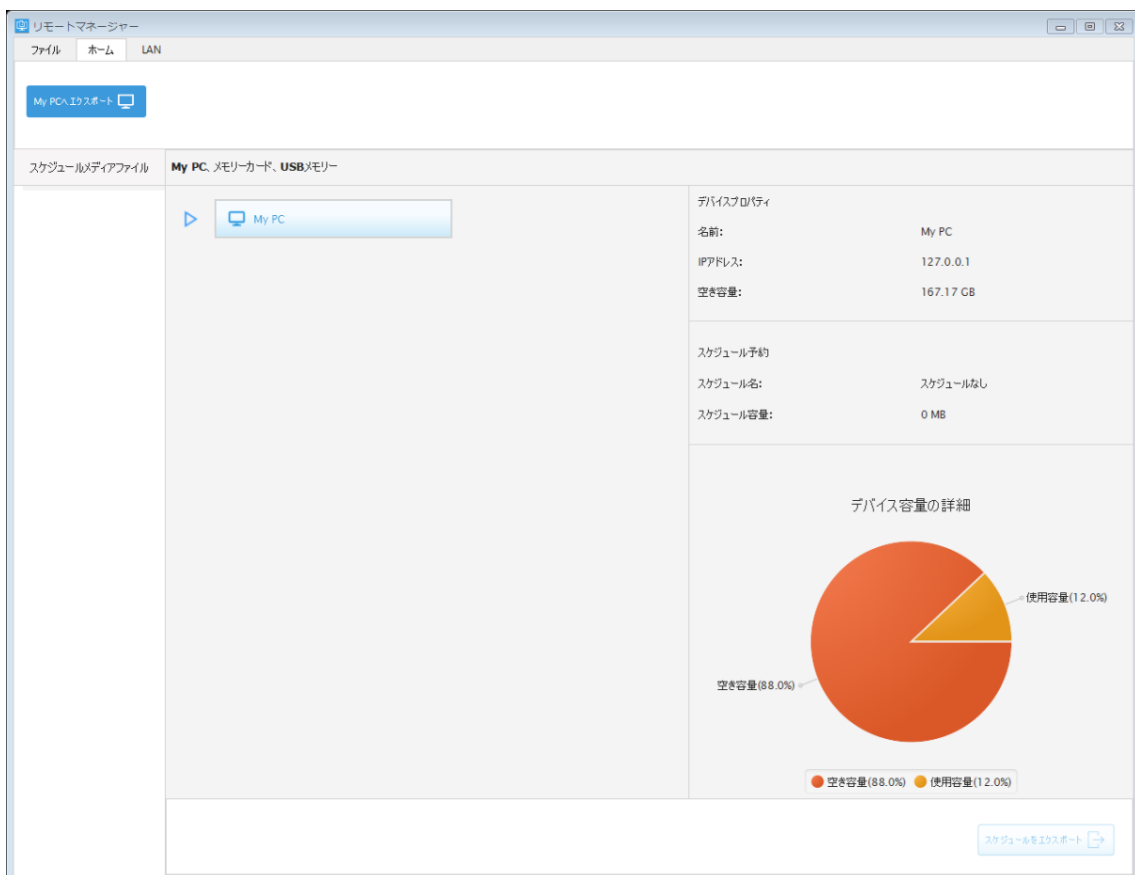 リモートマネージャー
ファイル ホーム LAN
My PCへエクスポート
スケジュールメディアファイル My PC、メモリーカード、USBメモリー
My PC
デバイスプロパティ
名前: My PC
IPアドレス: 127.0.0.1
空き容量: 167.17 GB
スケジュール予約
スケジュール名: スケジュールなし
スケジュール容量: 0 MB
デバイス容量の詳細
使用容量(12.0%)
空き容量(88.0%)
空き容量(88.0%) 使用容量(12.0%)
スケジュールをエクスポート